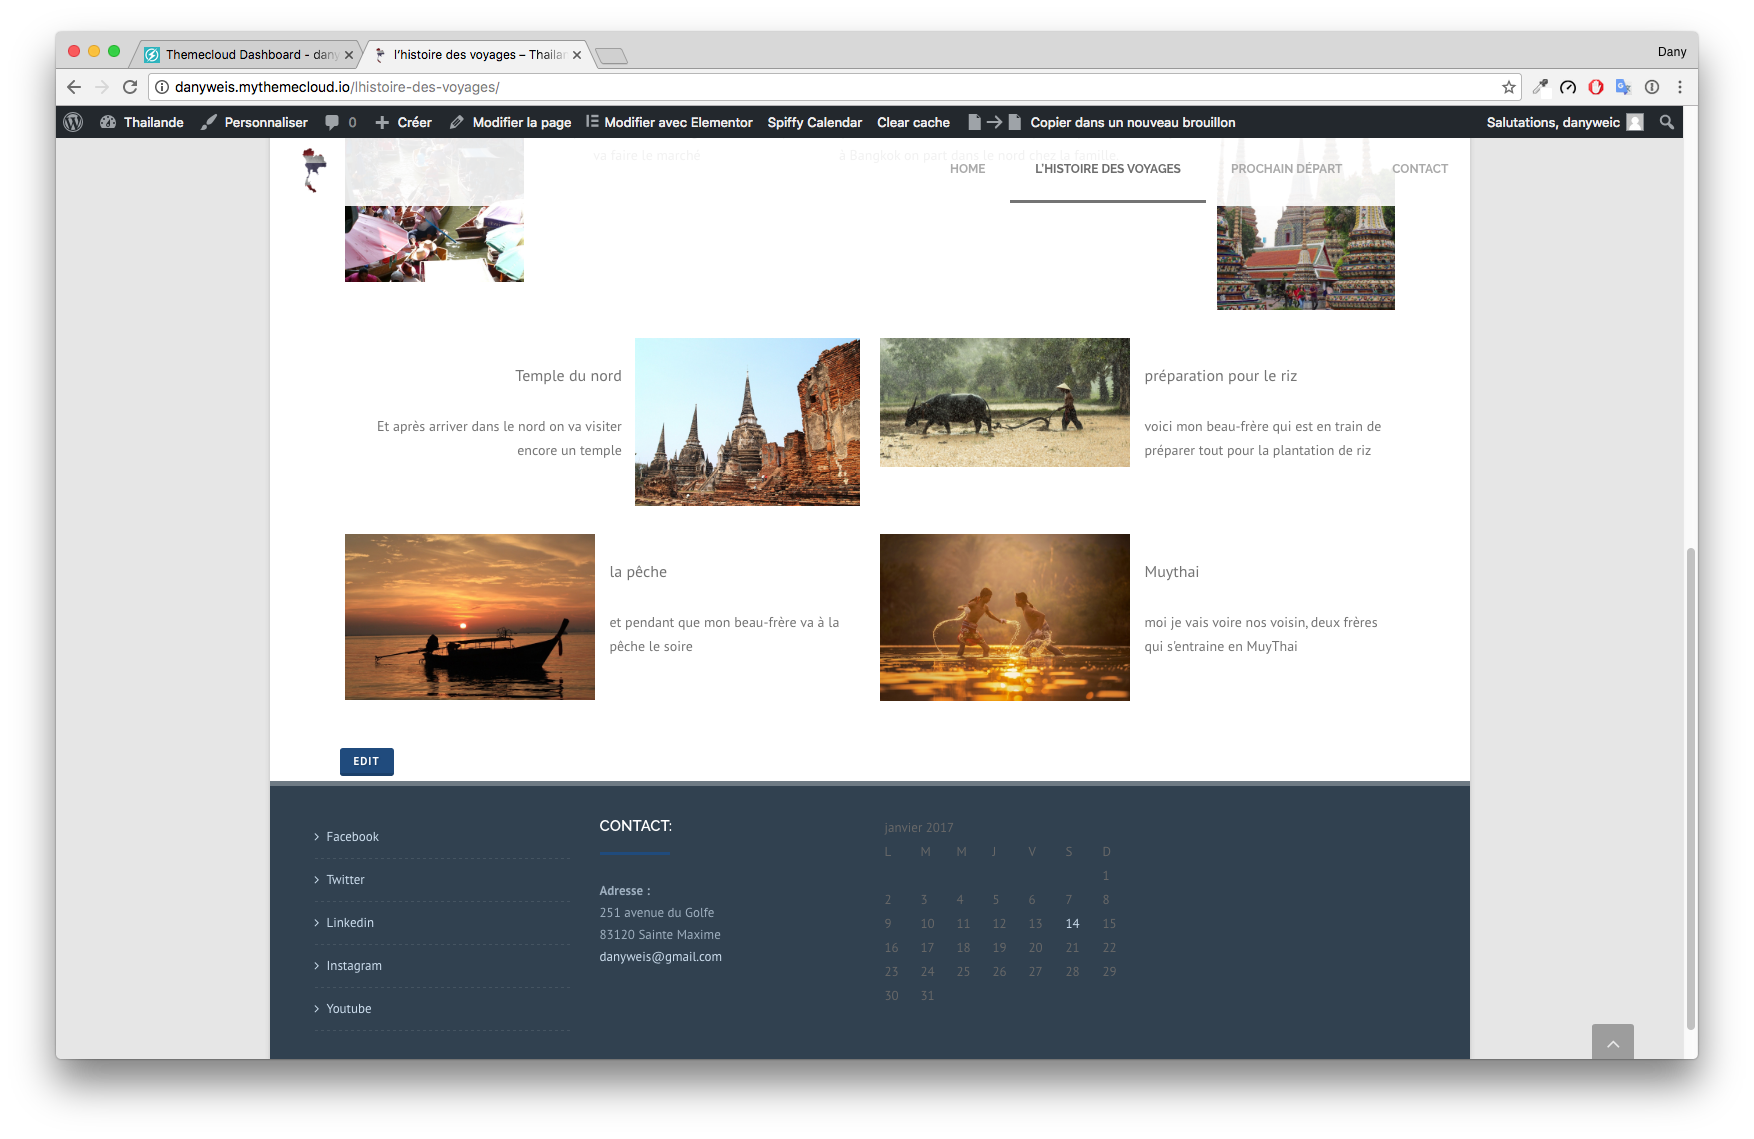 Themecloud Dashboard - dany
l'histoire des voyages – Thailan
Dany
danyweis.mythemecloud.io/lhistoire-des-voyages/
Thailande
Personnaliser
0
Créer
Modifier la page
Modifier avec Elementor
Spiffy Calendar
Clear cache
Copier dans un nouveau brouillon
Salutations, danyweic
va faire le marché
à Bangkok on part dans le nord chez la famille.
HOME
L'HISTOIRE DES VOYAGES
PROCHAIN DÉPART
CONTACT
Temple du nord
Et après arriver dans le nord on va visiter
encore un temple
préparation pour le riz
voici mon beau-frère qui est en train de
préparer tout pour la plantation de riz
la pêche
et pendant que mon beau-frère va à la
pêche le soire
Muythai
moi je vais voire nos voisin, deux frères
qui s'entraine en MuyThai
EDIT
Facebook
Twitter
Linkedin
Instagram
Youtube
CONTACT:
Adresse :
251 avenue du Golfe
83120 Sainte Maxime
danyweis@gmail.com
janvier 2017
L M M J V S D
1
2 3 4 5 6 7 8
9 10 11 12 13 14 15
16 17 18 19 20 21 22
23 24 25 26 27 28 29
30 31